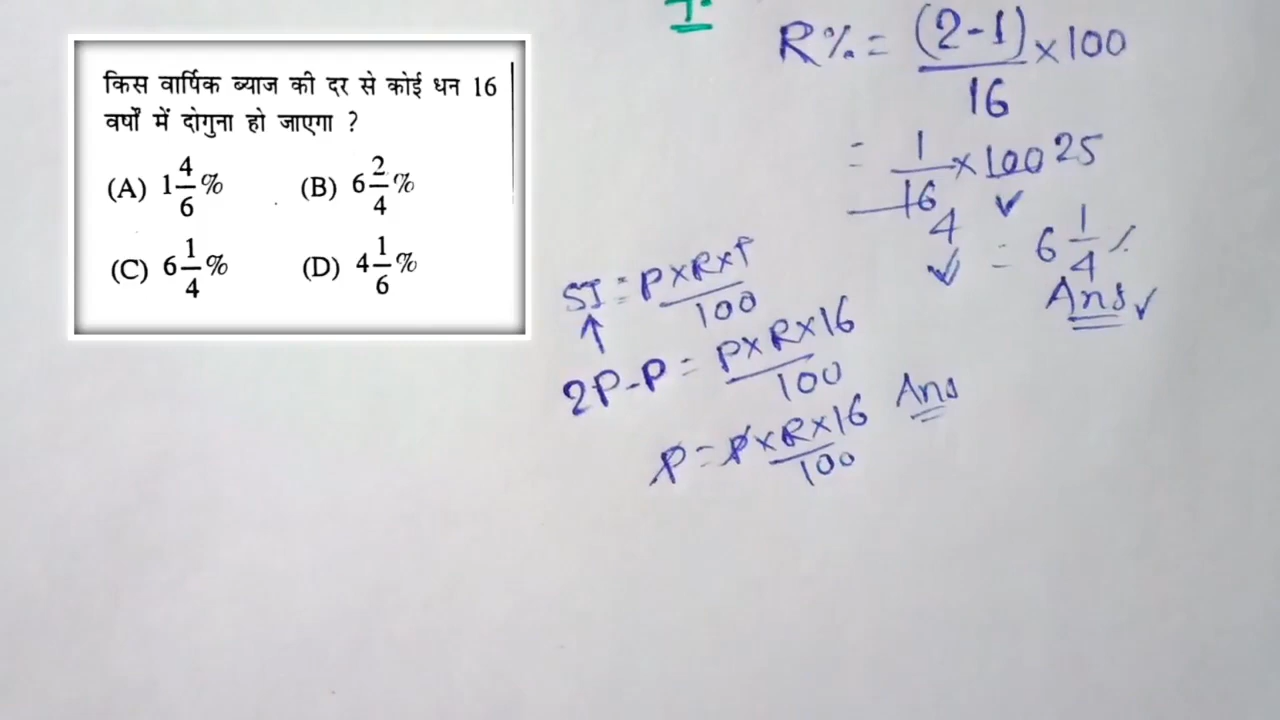 किस वार्षिक ब्याज की दर से कोई धन 16
वर्षों में दोगुना हो जाएगा ?
(A) 1 4/6 % (B) 6 2/4 %
(C) 6 1/4 % (D) 4 1/6 %
R% = (2-1)/16 × 100
= 1/16 × 100 25
4
= 6 1/4 %
Ans
SI = P×R×T/100
2P-P = P×R×16/100
P = P×R×16/100
Ans